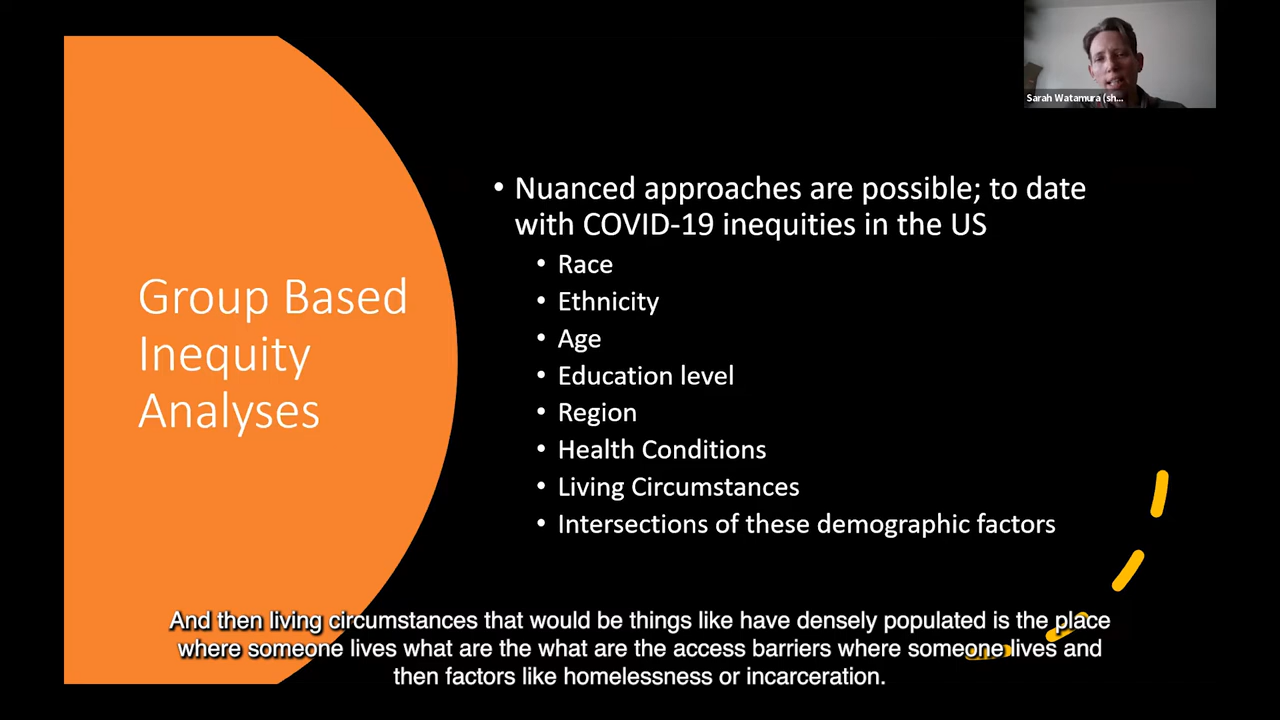 Sarah Watamura (sh...
Group Based
Inequity
Analyses
• Nuanced approaches are possible; to date
with COVID-19 inequities in the US
• Race
• Ethnicity
• Age
• Education level
• Region
• Health Conditions
• Living Circumstances
• Intersections of these demographic factors
And then living circumstances that would be things like have densely populated is the place
where someone lives what are the what are the access barriers where someone lives and
then factors like homelessness or incarceration.